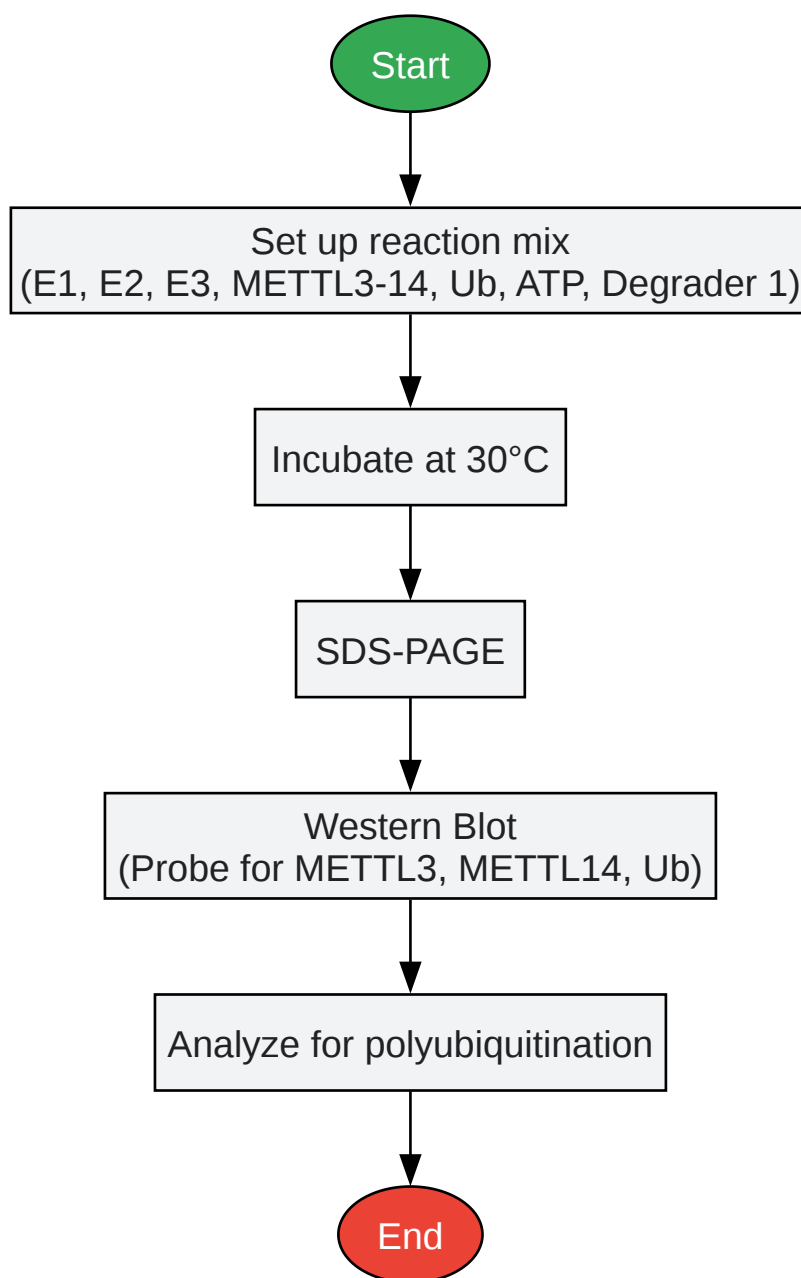 Start
Set up reaction mix
(E1, E2, E3, METTL3-14, Ub, ATP, Degrader 1)
Incubate at 30°C
SDS-PAGE
Western Blot
(Probe for METTL3, METTL14, Ub)
Analyze for polyubiquitination
End